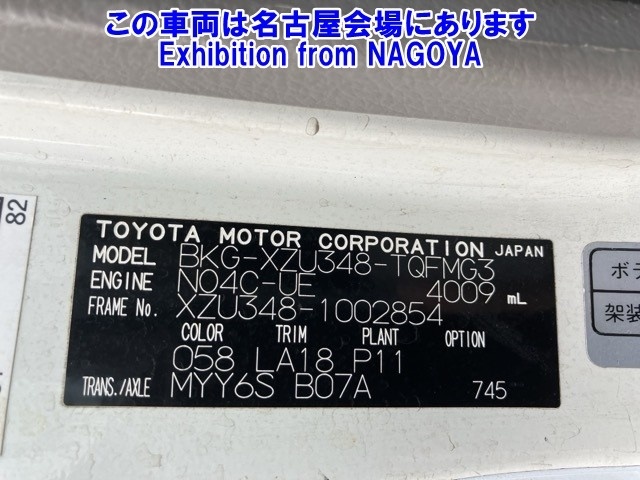 この車両は名古屋会場にあります
Exhibition from NAGOYA
82
TOYOTA MOTOR CORPORATION JAPAN
MODEL BKG-XZU348-TQFMG3
ENGINE N04C-UE 4009 mL
FRAME No. XZU348-1002854
COLOR TRIM PLANT OPTION
058 LA18 P11
TRANS./AXLE MYY6S B07A 745
ボデ
架装